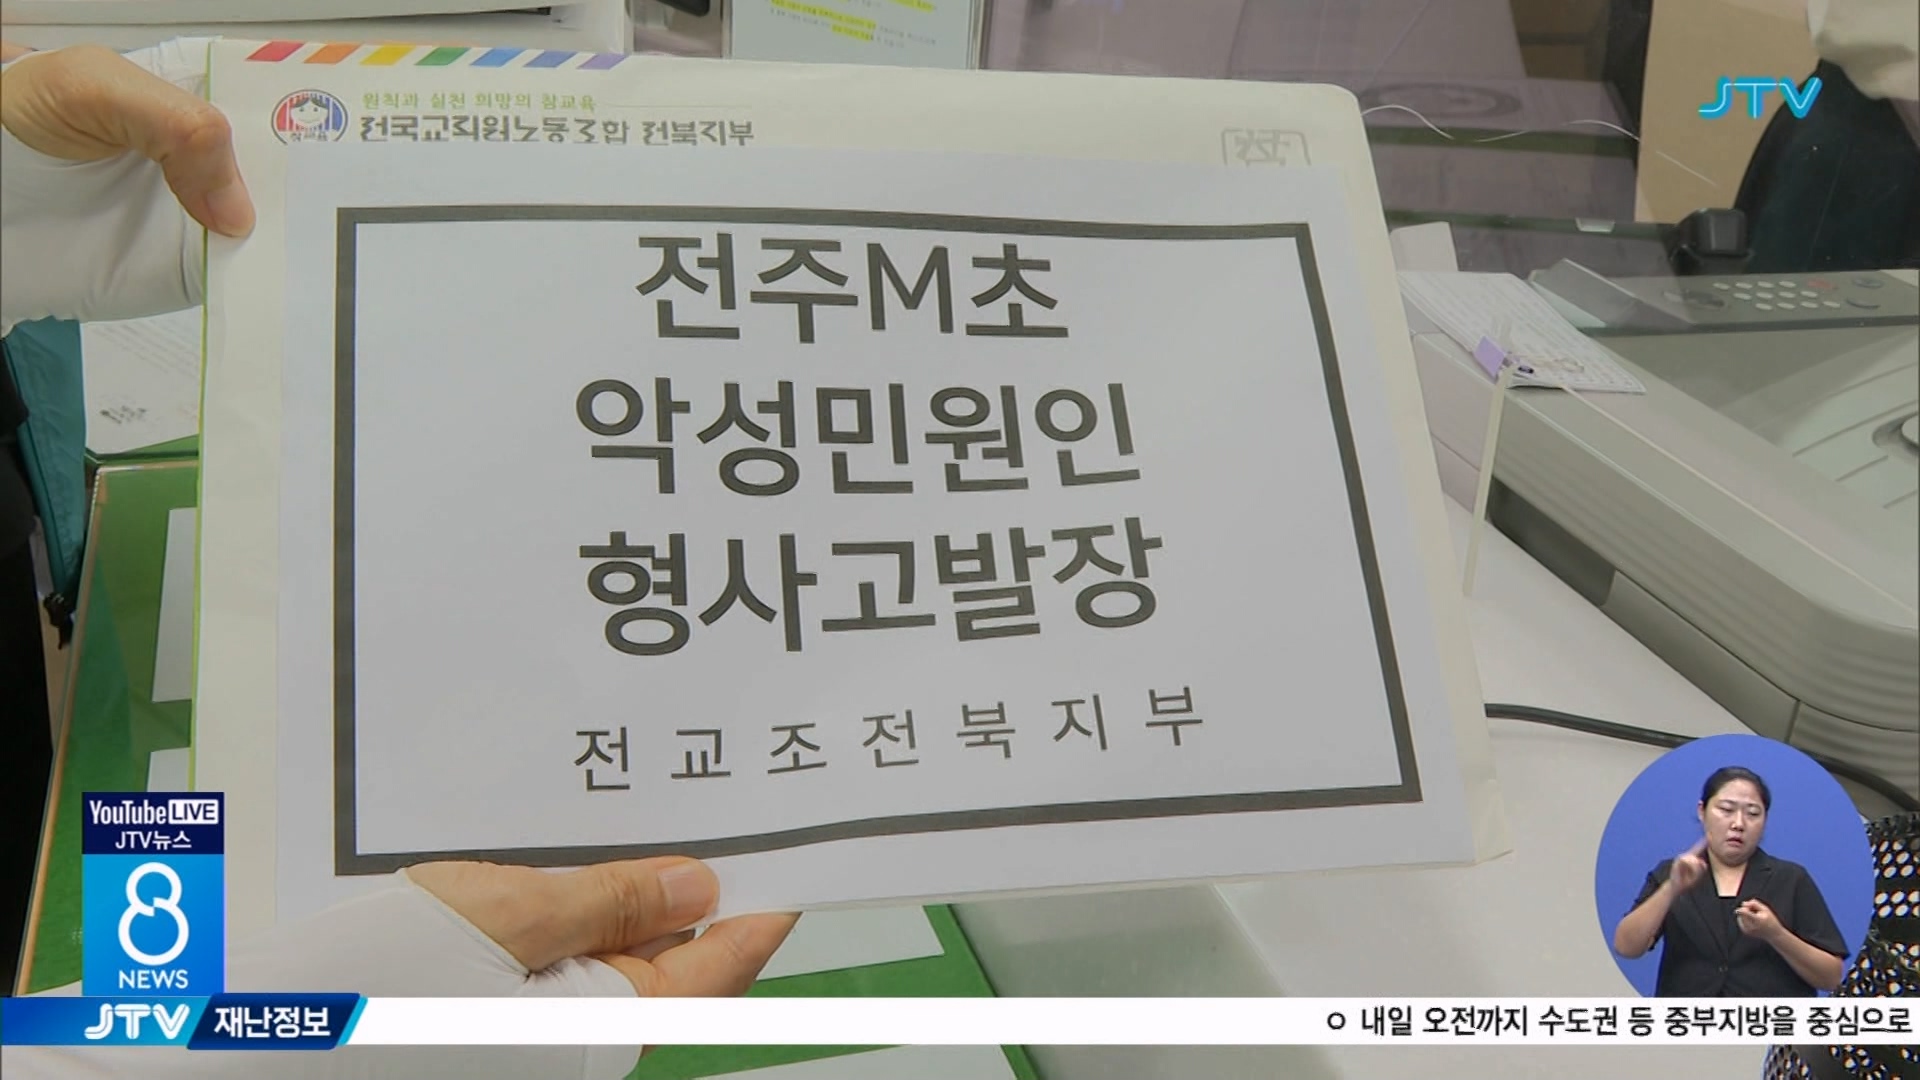 원칙과 실천 희망의 참교육
전국교직원노동조합 전북지부
JTV
전주M초
악성민원인
형사고발장
전교조전북지부
YouTube LIVE
JTV뉴스
8
NEWS
JTV 재난정보
ㅇ 내일 오전까지 수도권 등 중부지방을 중심으로